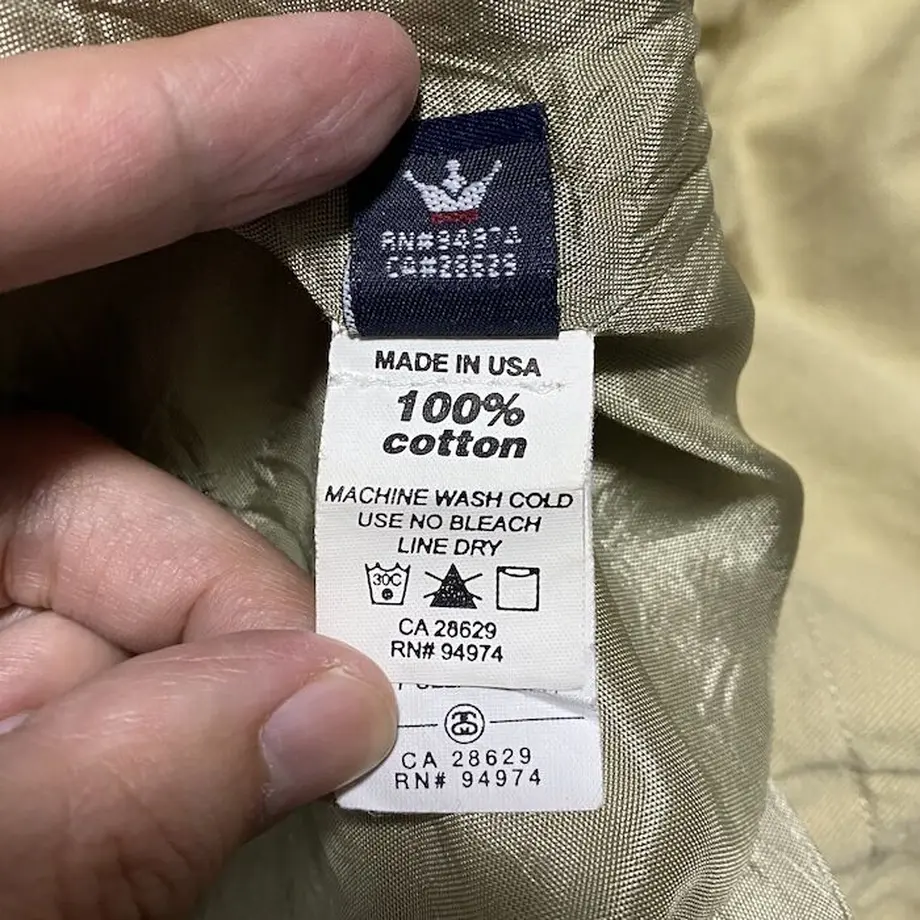 RN#94974
CA#28629
MADE IN USA
100%
cotton
MACHINE WASH COLD
USE NO BLEACH
LINE DRY
30C
CA 28629
RN# 94974
CA 28629
RN# 94974